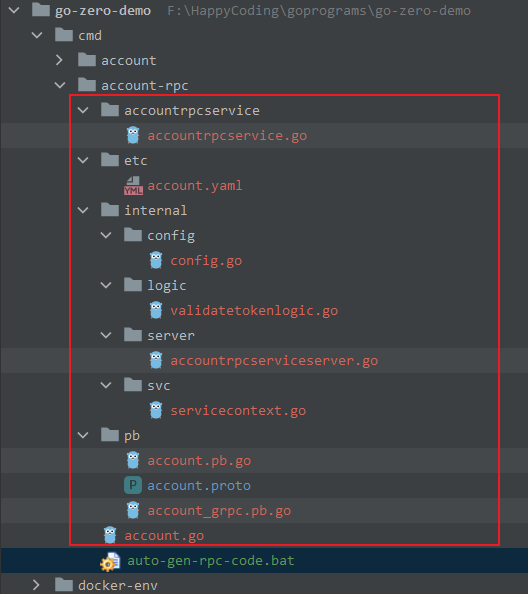 go-zero-demo F:\HappyCoding\goprograms\go-zero-demo
cmd
account
account-rpc
accountrpcservice
accountrpcservice.go
etc
YML account.yaml
internal
config
config.go
logic
validatetokenlogic.go
server
accountrpcserviceserver.go
svc
servicecontext.go
pb
account.pb.go
P account.proto
account_grpc.pb.go
account.go
auto-gen-rpc-code.bat
docker-env